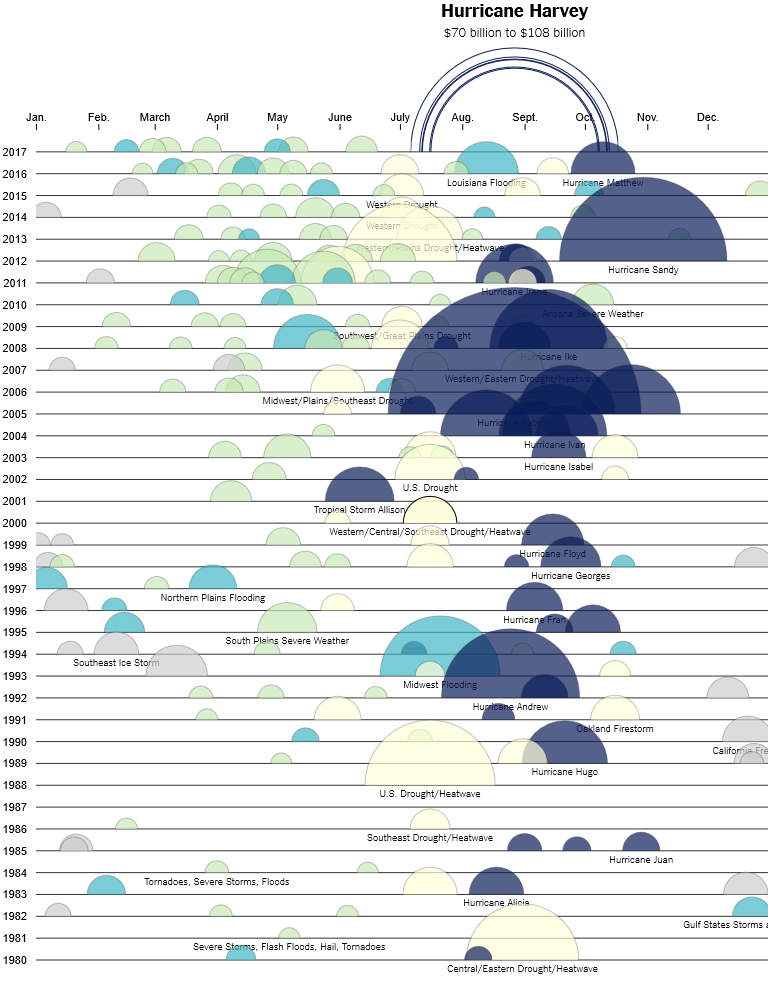 Hurricane Harvey
$70 billion to $108 billion
Jan. Feb. March April May June July Aug. Sept. Oct. Nov. Dec.
2017
2016
Louisiana Flooding Hurricane Matthew
2015
Western Drought
2014
Western Drought
2013
Western/Plains Drought/Heatwave
2012
Hurricane Sandy
2011
Hurricane Irene
2010
Arizona Severe Weather
2009
Southwest/Great Plains Drought
2008
Hurricane Ike
2007
Western/Eastern Drought/Heatwave
2006
Midwest/Plains/Southeast Drought
2005
Hurricane
2004
Hurricane Ivan
2003
Hurricane Isabel
2002
U.S. Drought
2001
Tropical Storm Allison
2000
Western/Central/Southeast Drought/Heatwave
1999
Hurricane Floyd
1998
Hurricane Georges
1997
Northern Plains Flooding
1996
Hurricane Fran
1995
South Plains Severe Weather
1994
Southeast Ice Storm
1993
Midwest Flooding
1992
Hurricane Andrew
1991
Oakland Firestorm
1990
California Fre
1989
Hurricane Hugo
1988
U.S. Drought/Heatwave
1987
1986
Southeast Drought/Heatwave
1985
Hurricane Juan
1984
Tornadoes, Severe Storms, Floods
1983
Hurricane Alicia
1982
Gulf States Storms a
1981
Severe Storms, Flash Floods, Hail, Tornadoes
1980
Central/Eastern Drought/Heatwave